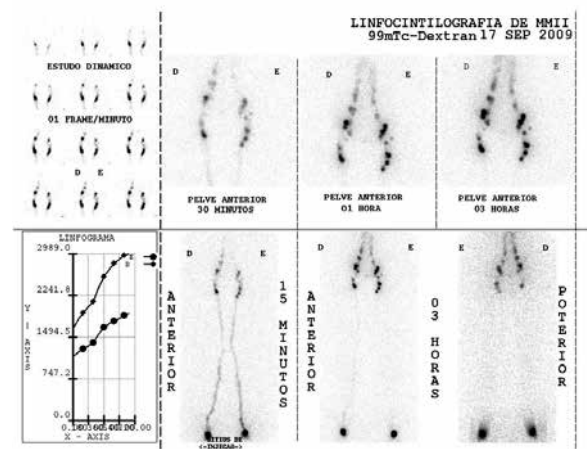 LINFOCINTILOGRAFIA DE MMII
99mTc-Dextran 17 SEP 2009
ESTUDO DINAMICO
01 FRAME/MINUTO
D E
D E
PELVE ANTERIOR
30 MINUTOS
D E
PELVE ANTERIOR
01 HORA
D E
PELVE ANTERIOR
03 HORAS
LINFOGRAMA
2989.0
2241.8
1494.5
747.2
0.0
Y - AXIS
X - AXIS
E
D
ANTERIOR
D E
15 MINUTOS
SITIOS DE
ANTERIOR
D E
03 HORAS
E D
POTERIOR